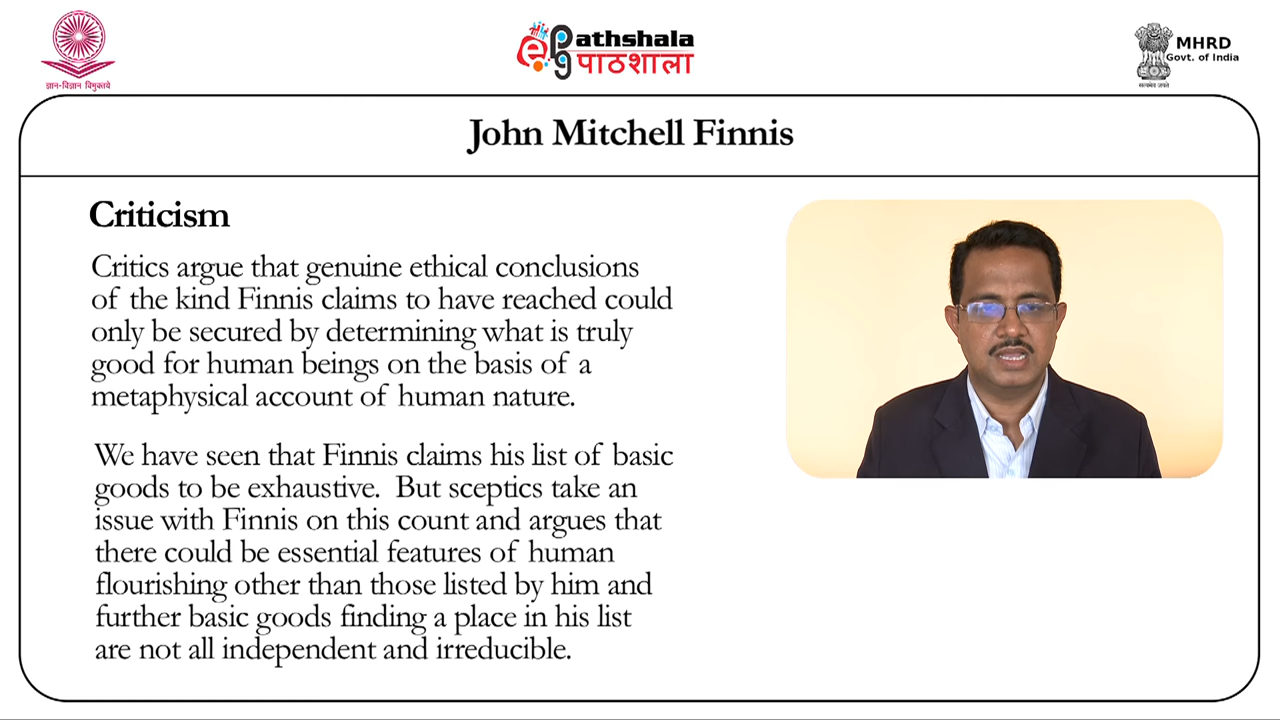 ज्ञान-विज्ञान विमुक्तये
epg athshala
पाठशाला
MHRD
Govt. of India
सत्यमेव जयते
John Mitchell Finnis
Criticism
Critics argue that genuine ethical conclusions
of the kind Finnis claims to have reached could
only be secured by determining what is truly
good for human beings on the basis of a
metaphysical account of human nature.
We have seen that Finnis claims his list of basic
goods to be exhaustive. But sceptics take an
issue with Finnis on this count and argues that
there could be essential features of human
flourishing other than those listed by him and
further basic goods finding a place in his list
are not all independent and irreducible.